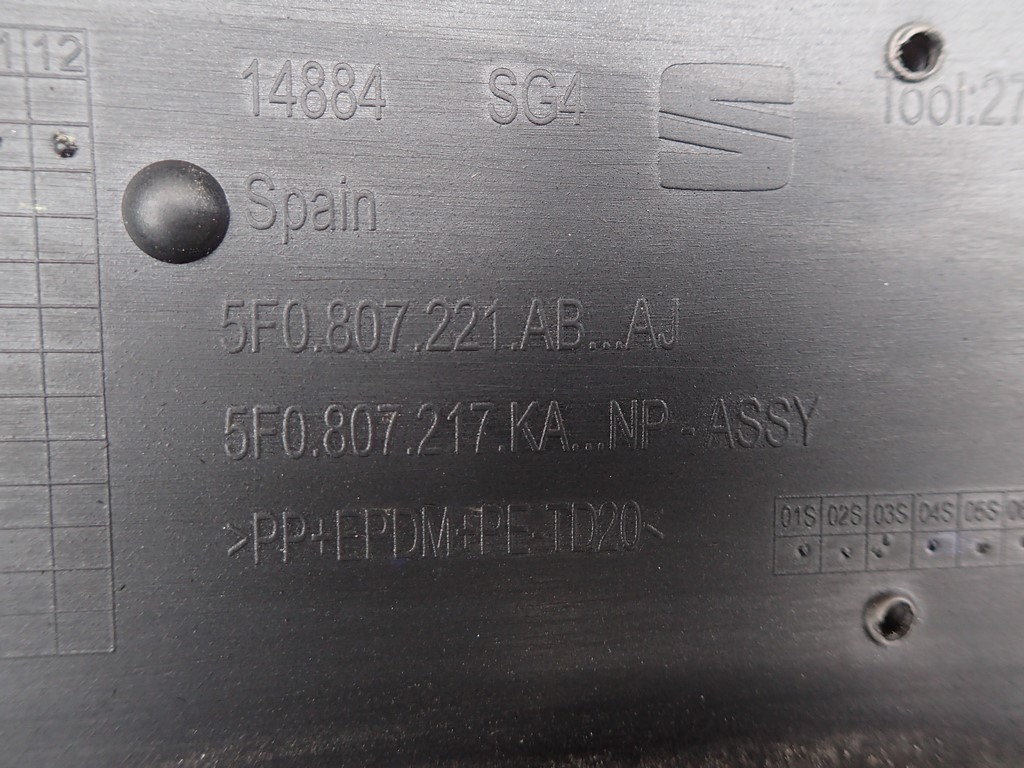 12
14884 SG4
Tool:27
Spain
5F0.807.221.AB...AJ
5F0.807.217.KA...NP - ASSY
>PP+EPDM+PE-TD20<
01S 02S 03S 04S 05S